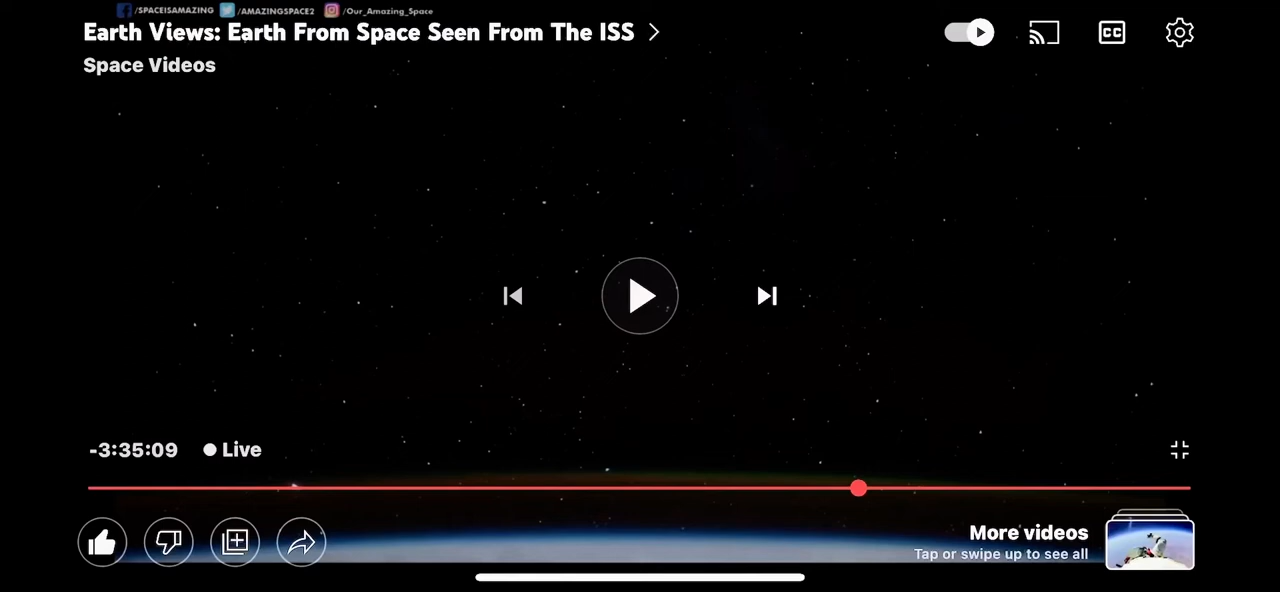 /SPACEISAMAZING /AMAZINGSPACE2 /Our_Amazing_Space
Earth Views: Earth From Space Seen From The ISS
CC
Space Videos
-3:35:09 Live
More videos
Tap or swipe up to see all